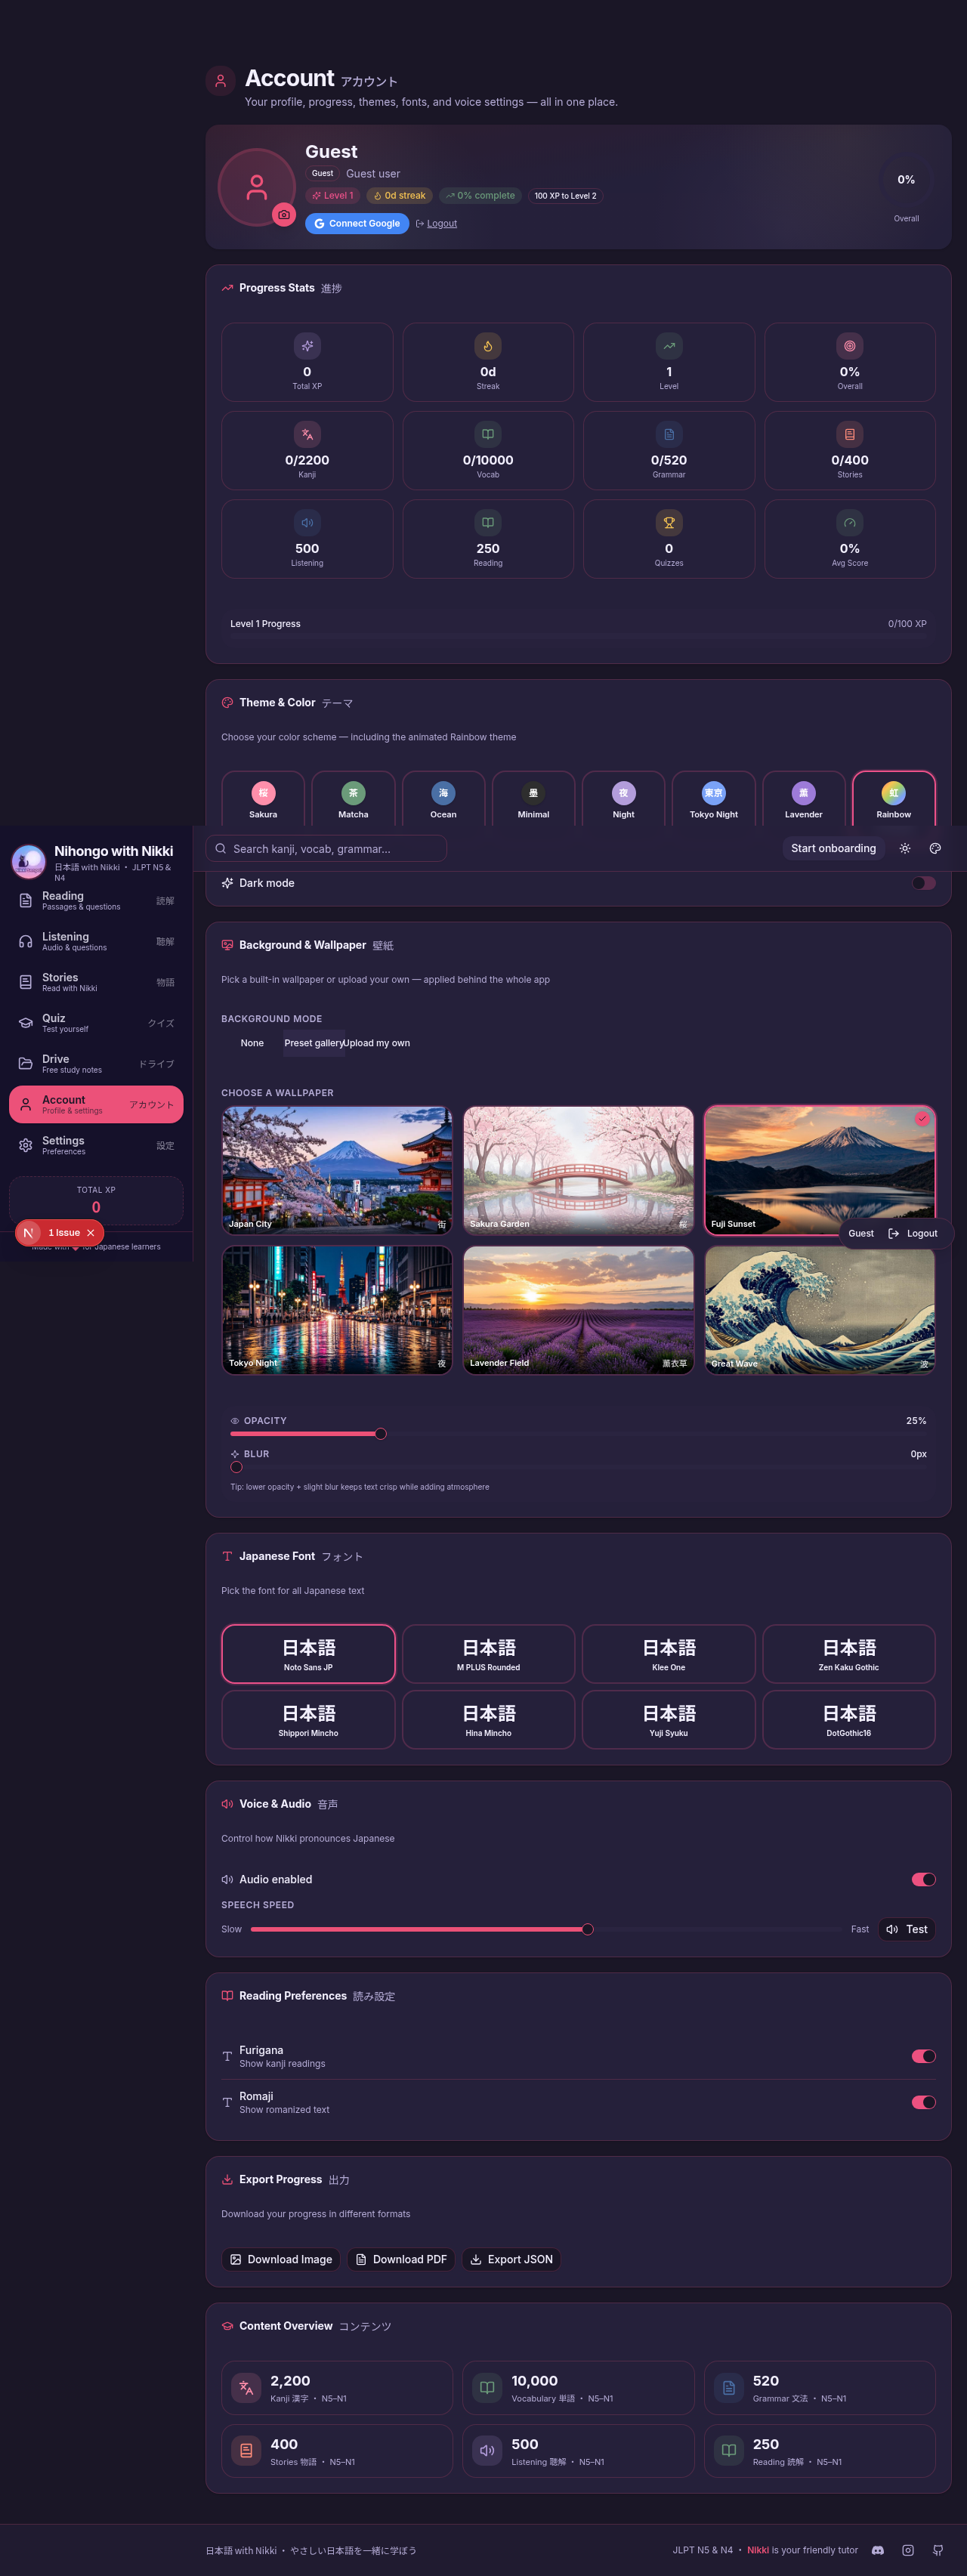 Account アカウント
Your profile, progress, themes, fonts, and voice settings — all in one place.
Guest
Guest Guest user
Level 1 0d streak 0% complete 100 XP to Level 2
Connect Google Logout
0%
Overall
Progress Stats 進捗
0
Total XP
0d
Streak
1
Level
0%
Overall
0/2200
Kanji
0/10000
Vocab
0/520
Grammar
0/400
Stories
500
Listening
250
Reading
0
Quizzes
0%
Avg Score
Level 1 Progress 0/100 XP
Theme & Color テーマ
Choose your color scheme — including the animated Rainbow theme
桜
Sakura
茶
Matcha
海
Ocean
墨
Minimal
夜
Night
東京
Tokyo Night
薫
Lavender
虹
Rainbow
Nihongo with Nikki
日本語 with Nikki ・ JLPT N5 &
N4
Reading 読解
Passages & questions
Listening 聴解
Audio & questions
Stories 物語
Read with Nikki
Quiz クイズ
Test yourself
Drive ドライブ
Free study notes
Account アカウント
Profile & settings
Settings 設定
Preferences
TOTAL XP
0
N 1 Issue
for Japanese learners
Search kanji, vocab, grammar...
Start onboarding
Dark mode
Background & Wallpaper 壁紙
Pick a built-in wallpaper or upload your own — applied behind the whole app
BACKGROUND MODE
None Preset gallery Upload my own
CHOOSE A WALLPAPER
Japan City 街
Sakura Garden 桜
Fuji Sunset
Guest Logout
Tokyo Night 夜
Lavender Field 薫衣草
Great Wave 波
OPACITY 25%
BLUR 0px
Tip: lower opacity + slight blur keeps text crisp while adding atmosphere
Japanese Font フォント
Pick the font for all Japanese text
日本語
Noto Sans JP
日本語
M PLUS Rounded
日本語
Klee One
日本語
Zen Kaku Gothic
日本語
Shippori Mincho
日本語
Hina Mincho
日本語
Yuji Syuku
日本語
DotGothic16
Voice & Audio 音声
Control how Nikki pronounces Japanese
Audio enabled
SPEECH SPEED
Slow Fast Test
Reading Preferences 読み設定
Furigana
Show kanji readings
Romaji
Show romanized text
Export Progress 出力
Download your progress in different formats
Download Image Download PDF Export JSON
Content Overview コンテンツ
2,200
Kanji 漢字 ・ N5–N1
10,000
Vocabulary 単語 ・ N5–N1
520
Grammar 文法 ・ N5–N1
400
Stories 物語 ・ N5–N1
500
Listening 聴解 ・ N5–N1
250
Reading 読解 ・ N5–N1
日本語 with Nikki ・ やさしい日本語を一緒に学ぼう
JLPT N5 & N4 ・ Nikki is your friendly tutor